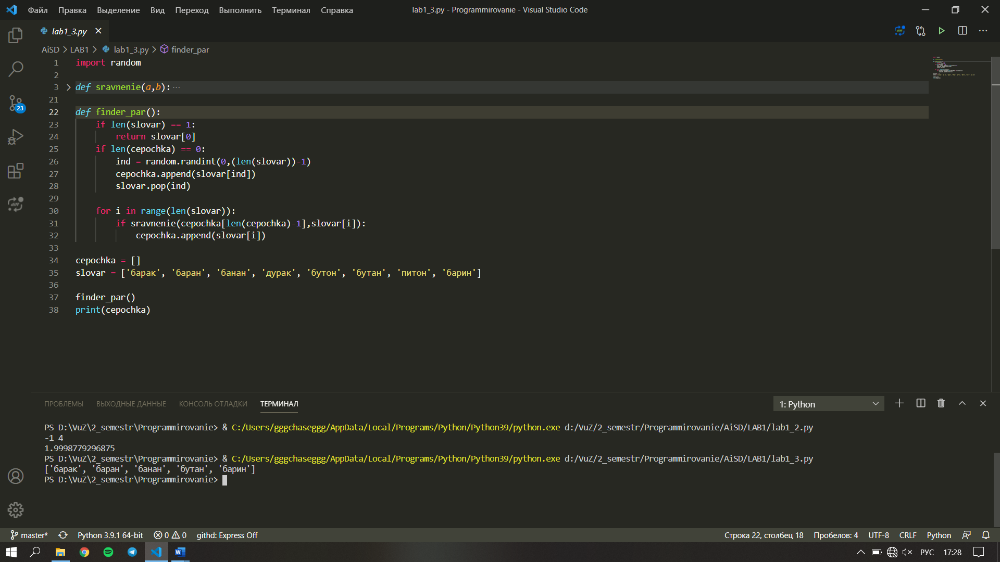 Файл Правка Выделение Вид Переход Выполнить Терминал Справка lab1_3.py - Programmirovanie - Visual Studio Code
lab1_3.py
AiSD > LAB1 > lab1_3.py > finder_par
1 import random
2
3 def sravnenie(a,b):···
21
22 def finder_par():
23 if len(slovar) == 1:
24 return slovar[0]
25 if len(cepochka) == 0:
26 ind = random.randint(0,(len(slovar))-1)
27 cepochka.append(slovar[ind])
28 slovar.pop(ind)
29
30 for i in range(len(slovar)):
31 if sravnenie(cepochka[len(cepochka)-1],slovar[i]):
32 cepochka.append(slovar[i])
33
34 cepochka = []
35 slovar = ['барак', 'баран', 'банан', 'дурак', 'бутон', 'бутан', 'питон', 'барин']
36
37 finder_par()
38 print(cepochka)
23
diff
ПРОБЛЕМЫ ВЫХОДНЫЕ ДАННЫЕ КОНСОЛЬ ОТЛАДКИ ТЕРМИНАЛ 1: Python
PS D:\VuZ\2_semestr\Programmirovanie> & C:/Users/gggchaseggg/AppData/Local/Programs/Python/Python39/python.exe d:/VuZ/2_semestr/Programmirovanie/AiSD/LAB1/lab1_2.py
-1 4
1.9998779296875
PS D:\VuZ\2_semestr\Programmirovanie> & C:/Users/gggchaseggg/AppData/Local/Programs/Python/Python39/python.exe d:/VuZ/2_semestr/Programmirovanie/AiSD/LAB1/lab1_3.py
['барак', 'баран', 'банан', 'бутан', 'барин']
PS D:\VuZ\2_semestr\Programmirovanie>
master* Python 3.9.1 64-bit 0 0 githd: Express Off Строка 22, столбец 18 Пробелов: 4 UTF-8 CRLF Python
W РУС 17:28